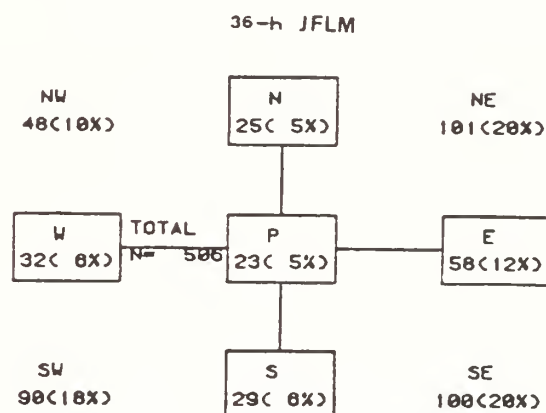 36-h JFLM
NW N NE
48(10%) 25( 5%) 101(20%)
W TOTAL P E
32( 6%) N= 506 23( 5%) 58(12%)
SW S SE
90(18%) 29( 6%) 100(20%)